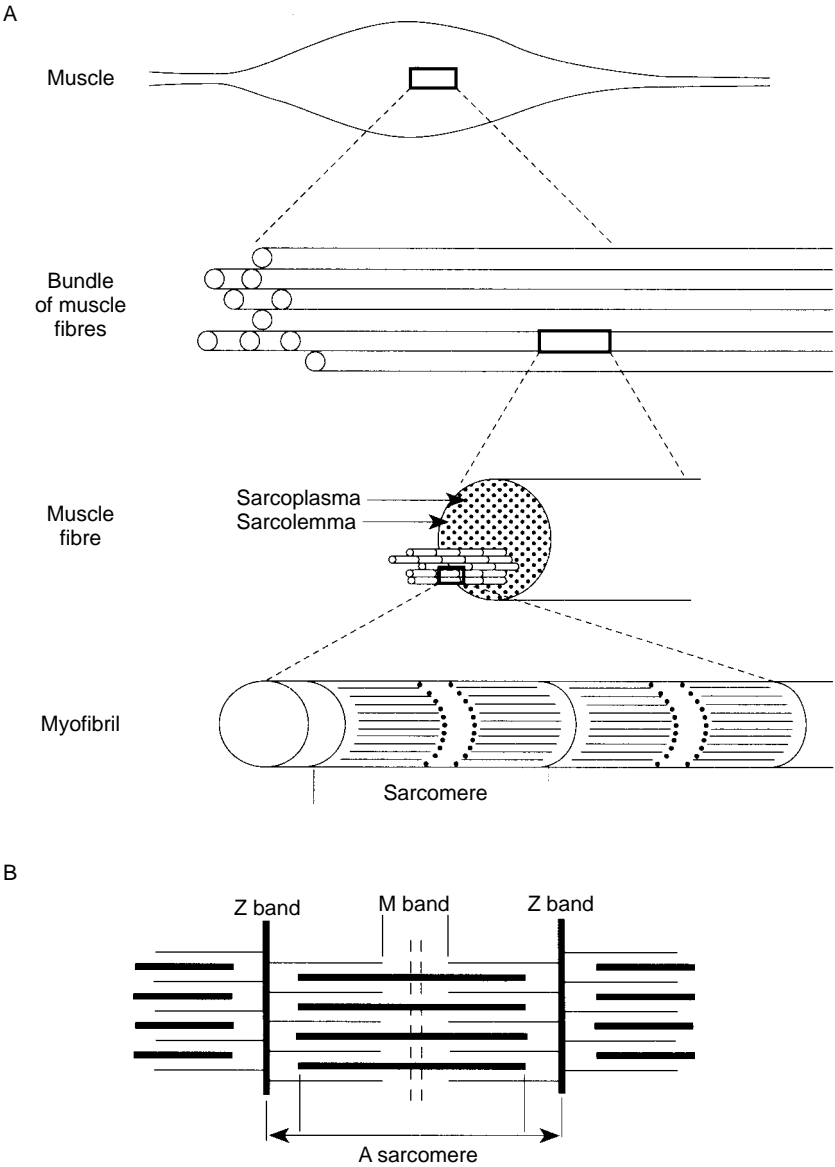 A
Muscle
Bundle
of muscle
fibres
Sarcoplasma
Sarcolemma
Muscle
fibre
Myofibril
Sarcomere
B
Z band M band Z band
A sarcomere